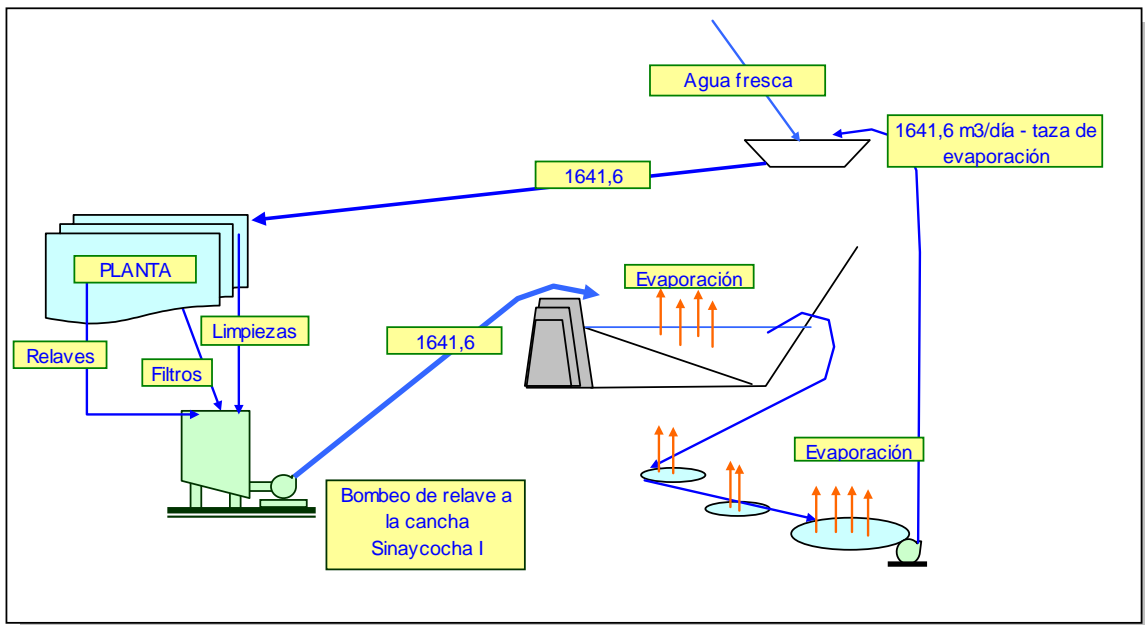 Agua fresca
1641,6 m3/día - taza de
evaporación
1641,6
PLANTA
Evaporación
Limpiezas
1641,6
Relaves
Filtros
Evaporación
Bombeo de relave a
la cancha
Sinaycocha I